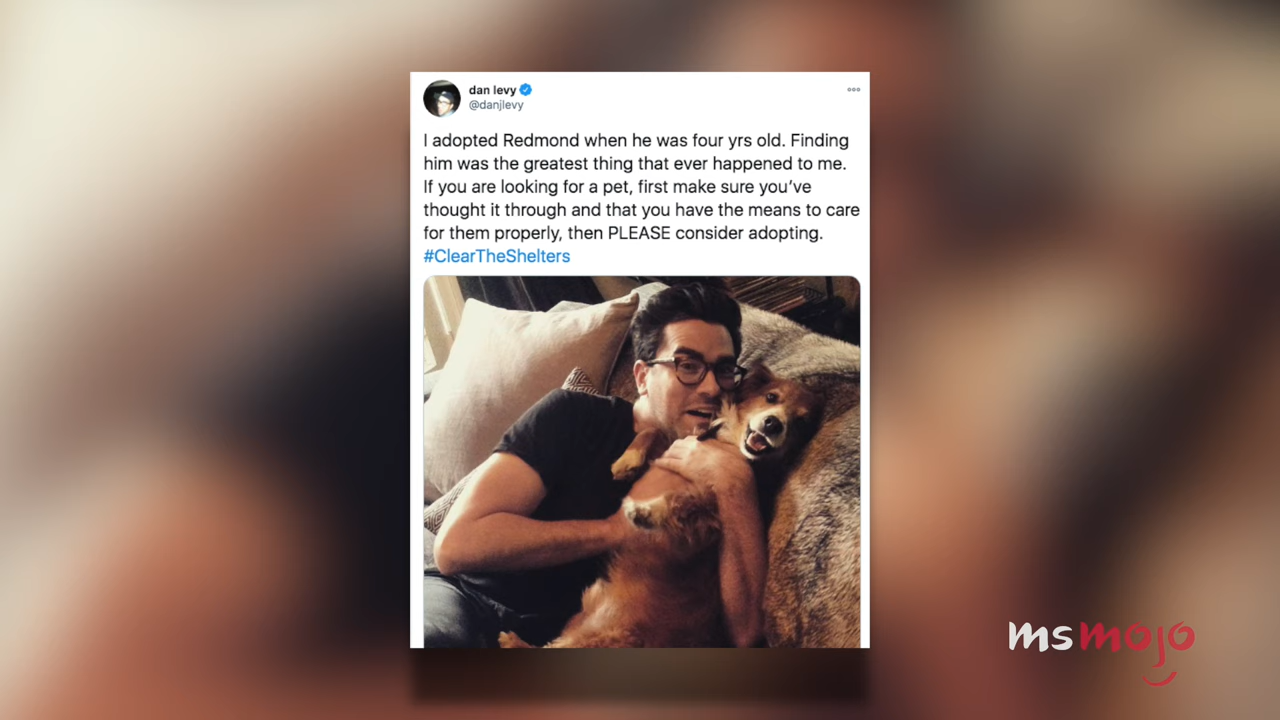 dan levy
@danjlevy
I adopted Redmond when he was four yrs old. Finding
him was the greatest thing that ever happened to me.
If you are looking for a pet, first make sure you’ve
thought it through and that you have the means to care
for them properly, then PLEASE consider adopting.
#ClearTheShelters
msmojo